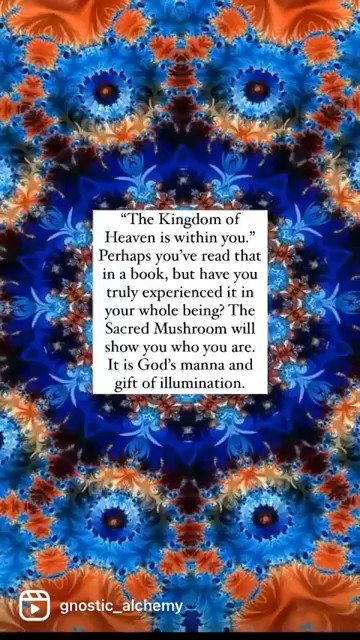 “The Kingdom of
Heaven is within you.”
Perhaps you’ve read that
in a book, but have you
truly experienced it in
your whole being? The
Sacred Mushroom will
show you who you are.
It is God’s manna and
gift of illumination.
gnostic_alchemy